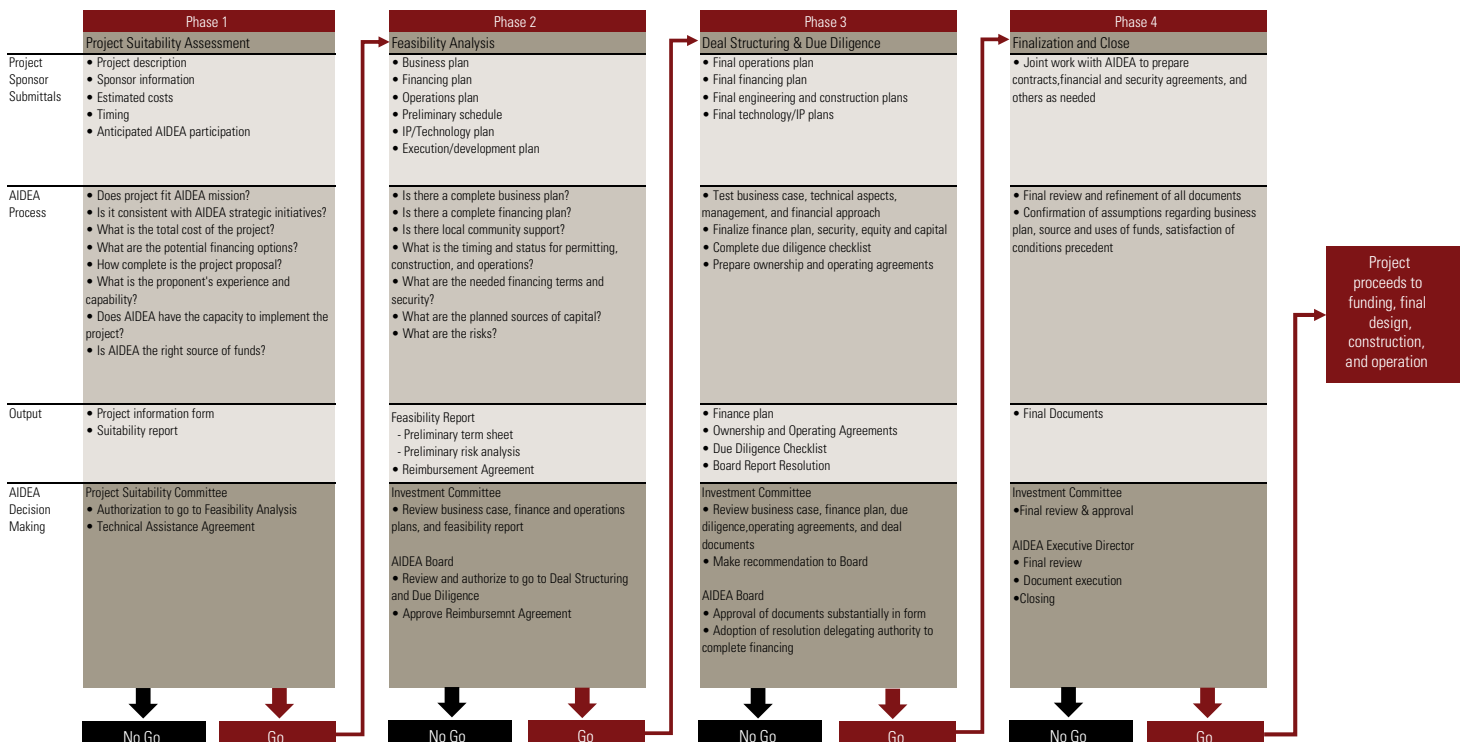 Phase 1
Phase 2
Phase 3
Phase 4
Project Suitability Assessment
Feasibility Analysis
Deal Structuring & Due Diligence
Finalization and Close
Project
Sponsor
Submittals
• Project description
• Sponsor information
• Estimated costs
• Timing
• Anticipated AIDEA participation
• Business plan
• Financing plan
• Operations plan
• Preliminary schedule
• IP/Technology plan
• Execution/development plan
• Final operations plan
• Final financing plan
• Final engineering and construction plans
• Final technology/IP plans
• Joint work wiith AIDEA to prepare
contracts,financial and security agreements, and
others as needed
AIDEA
Process
• Does project fit AIDEA mission?
• Is it consistent with AIDEA strategic initiatives?
• What is the total cost of the project?
• What are the potential financing options?
• How complete is the project proposal?
• What is the proponent's experience and
capability?
• Does AIDEA have the capacity to implement the
project?
• Is AIDEA the right source of funds?
• Is there a complete business plan?
• Is there a complete financing plan?
• Is there local community support?
• What is the timing and status for permitting,
construction, and operations?
• What are the needed financing terms and
security?
• What are the planned sources of capital?
• What are the risks?
• Test business case, technical aspects,
management, and financial approach
• Finalize finance plan, security, equity and capital
• Complete due diligence checklist
• Prepare ownership and operating agreements
• Final review and refinement of all documents
• Confirmation of assumptions regarding business
plan, source and uses of funds, satisfaction of
conditions precedent
Project
proceeds to
funding, final
design,
construction,
and operation
Output
• Project information form
• Suitability report
Feasibility Report
- Preliminary term sheet
- Preliminary risk analysis
• Reimbursement Agreement
• Finance plan
• Ownership and Operating Agreements
• Due Diligence Checklist
• Board Report Resolution
• Final Documents
AIDEA
Decision
Making
Project Suitability Committee
• Authorization to go to Feasibility Analysis
• Technical Assistance Agreement
Investment Committee
• Review business case, finance and operations
plans, and feasibility report
AIDEA Board
• Review and authorize to go to Deal Structuring
and Due Diligence
• Approve Reimbursemnt Agreement
Investment Committee
• Review business case, finance plan, due
diligence,operating agreements, and deal
documents
• Make recommendation to Board
AIDEA Board
• Approval of documents substantially in form
• Adoption of resolution delegating authority to
complete financing
Investment Committee
•Final review & approval
AIDEA Executive Director
• Final review
• Document execution
•Closing
No Go
Go
No Go
Go
No Go
Go
No Go
Go